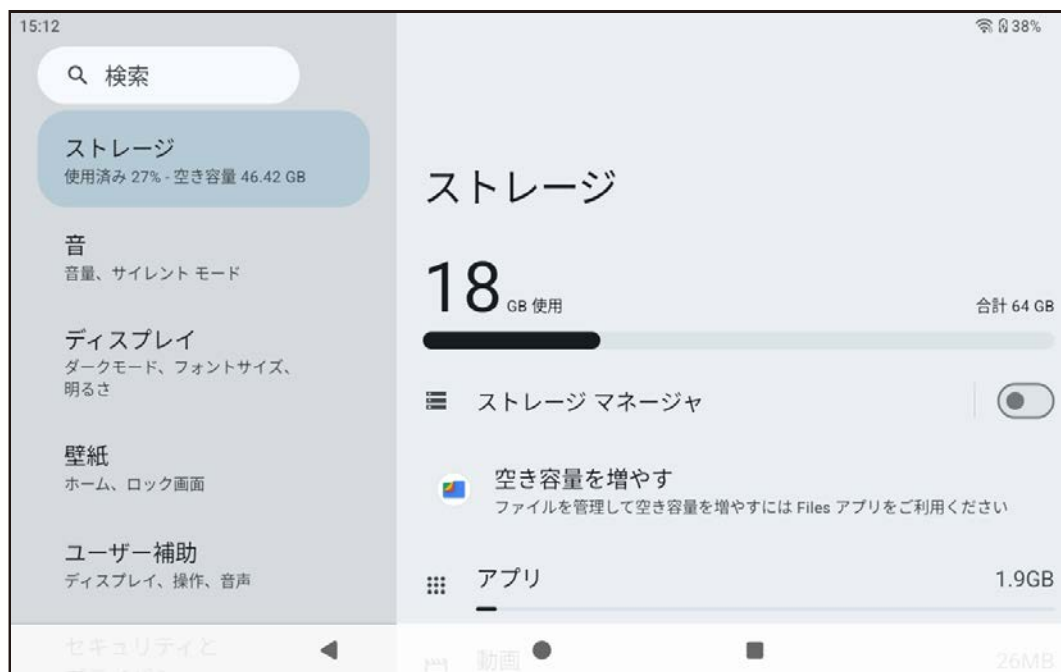 15:12
38%
検索
ストレージ
使用済み 27% - 空き容量 46.42 GB
音
音量、サイレント モード
ディスプレイ
ダークモード、フォントサイズ、
明るさ
壁紙
ホーム、ロック画面
ユーザー補助
ディスプレイ、操作、音声
セキュリティと
ストレージ
18 GB 使用
合計 64 GB
ストレージ マネージャ
空き容量を増やす
ファイルを管理して空き容量を増やすには Files アプリをご利用ください
アプリ
1.9GB
動画
26MB